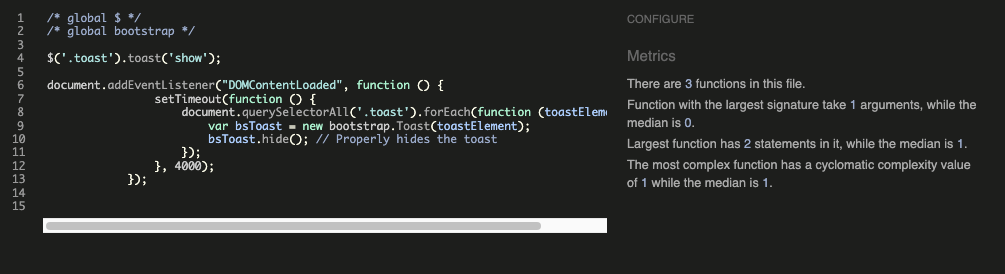 1 /* global $ */
2 /* global bootstrap */
3
4 $('.toast').toast('show');
5
6 document.addEventListener("DOMContentLoaded", function () {
7 setTimeout(function () {
8 document.querySelectorAll('.toast').forEach(function (toastElem
9 var bsToast = new bootstrap.Toast(toastElement);
10 bsToast.hide(); // Properly hides the toast
11 });
12 }, 4000);
13 });
14
15
CONFIGURE
Metrics
There are 3 functions in this file.
Function with the largest signature take 1 arguments, while the
median is 0.
Largest function has 2 statements in it, while the median is 1.
The most complex function has a cyclomatic complexity value
of 1 while the median is 1.